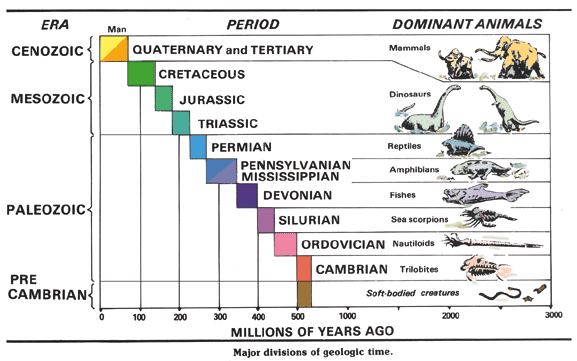 ERA PERIOD DOMINANT ANIMALS
Man
CENOZOIC QUATERNARY and TERTIARY Mammals
CRETACEOUS
MESOZOIC JURASSIC Dinosaurs
TRIASSIC
PERMIAN Reptiles
PENNSYLVANIAN
MISSISSIPPIAN Amphibians
DEVONIAN Fishes
PALEOZOIC SILURIAN Sea scorpions
ORDOVICIAN Nautiloids
CAMBRIAN Trilobites
PRE
CAMBRIAN Soft-bodied creatures
0 100 200 300 400 500 1000 2000 3000
MILLIONS OF YEARS AGO
Major divisions of geologic time.